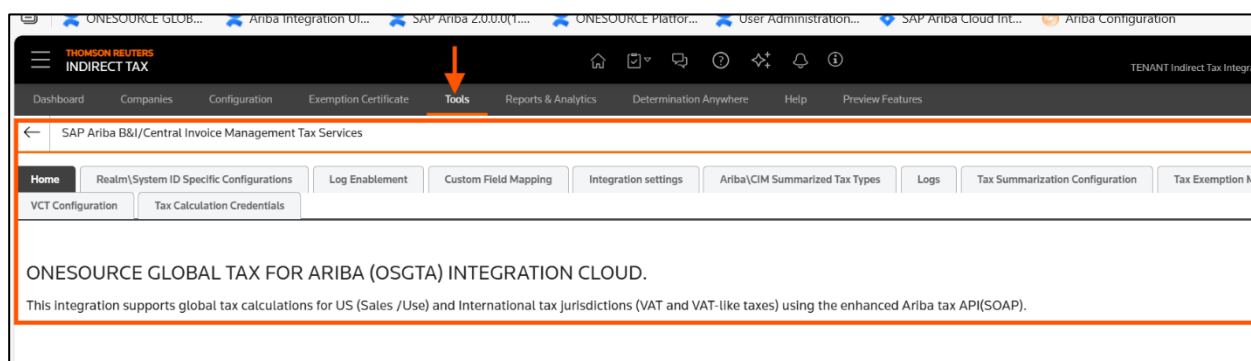 ONESOURCE GLOB... Ariba Integration UI... SAP Ariba 2.0.0.0(1.... ONESOURCE Platfor... User Administration... SAP Ariba Cloud Int... Ariba Configuration
THOMSON REUTERS
INDIRECT TAX
TENANT Indirect Tax Integra
Dashboard Companies Configuration Exemption Certificate Tools Reports & Analytics Determination Anywhere Help Preview Features
SAP Ariba B&I/Central Invoice Management Tax Services
Home Realm\System ID Specific Configurations Log Enablement Custom Field Mapping Integration settings Ariba\CIM Summarized Tax Types Logs Tax Summarization Configuration Tax Exemption M
VCT Configuration Tax Calculation Credentials
ONESOURCE GLOBAL TAX FOR ARIBA (OSGTA) INTEGRATION CLOUD.
This integration supports global tax calculations for US (Sales /Use) and International tax jurisdictions (VAT and VAT-like taxes) using the enhanced Ariba tax API(SOAP).